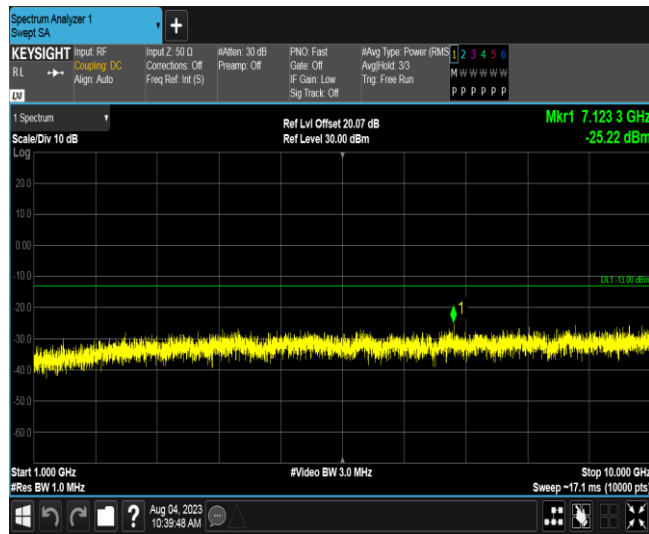 Spectrum Analyzer 1
Swept SA
+
KEYSIGHT
RL
LXI
Input: RF
Coupling: DC
Align: Auto
Input Z: 50 Ω
Corrections: Off
Freq Ref: Int (S)
#Atten: 30 dB
Preamp: Off
PNO: Fast
Gate: Off
IF Gain: Low
Sig Track: Off
#Avg Type: Power (RMS
Avg|Hold: 3/3
Trig: Free Run
1 2 3 4 5 6
M W W W W W
P P P P P P
1 Spectrum
Scale/Div 10 dB
Log
Ref Lvl Offset 20.07 dB
Ref Level 30.00 dBm
Mkr1 7.123 3 GHz
-25.22 dBm
20.0
10.0
0.00
-10.0
DL1 -13.00 dBm
-20.0
1
-30.0
-40.0
-50.0
-60.0
Start 1.000 GHz
#Res BW 1.0 MHz
#Video BW 3.0 MHz
Stop 10.000 GHz
Sweep ~17.1 ms (10000 pts)
?
Aug 04, 2023
10:39:48 AM